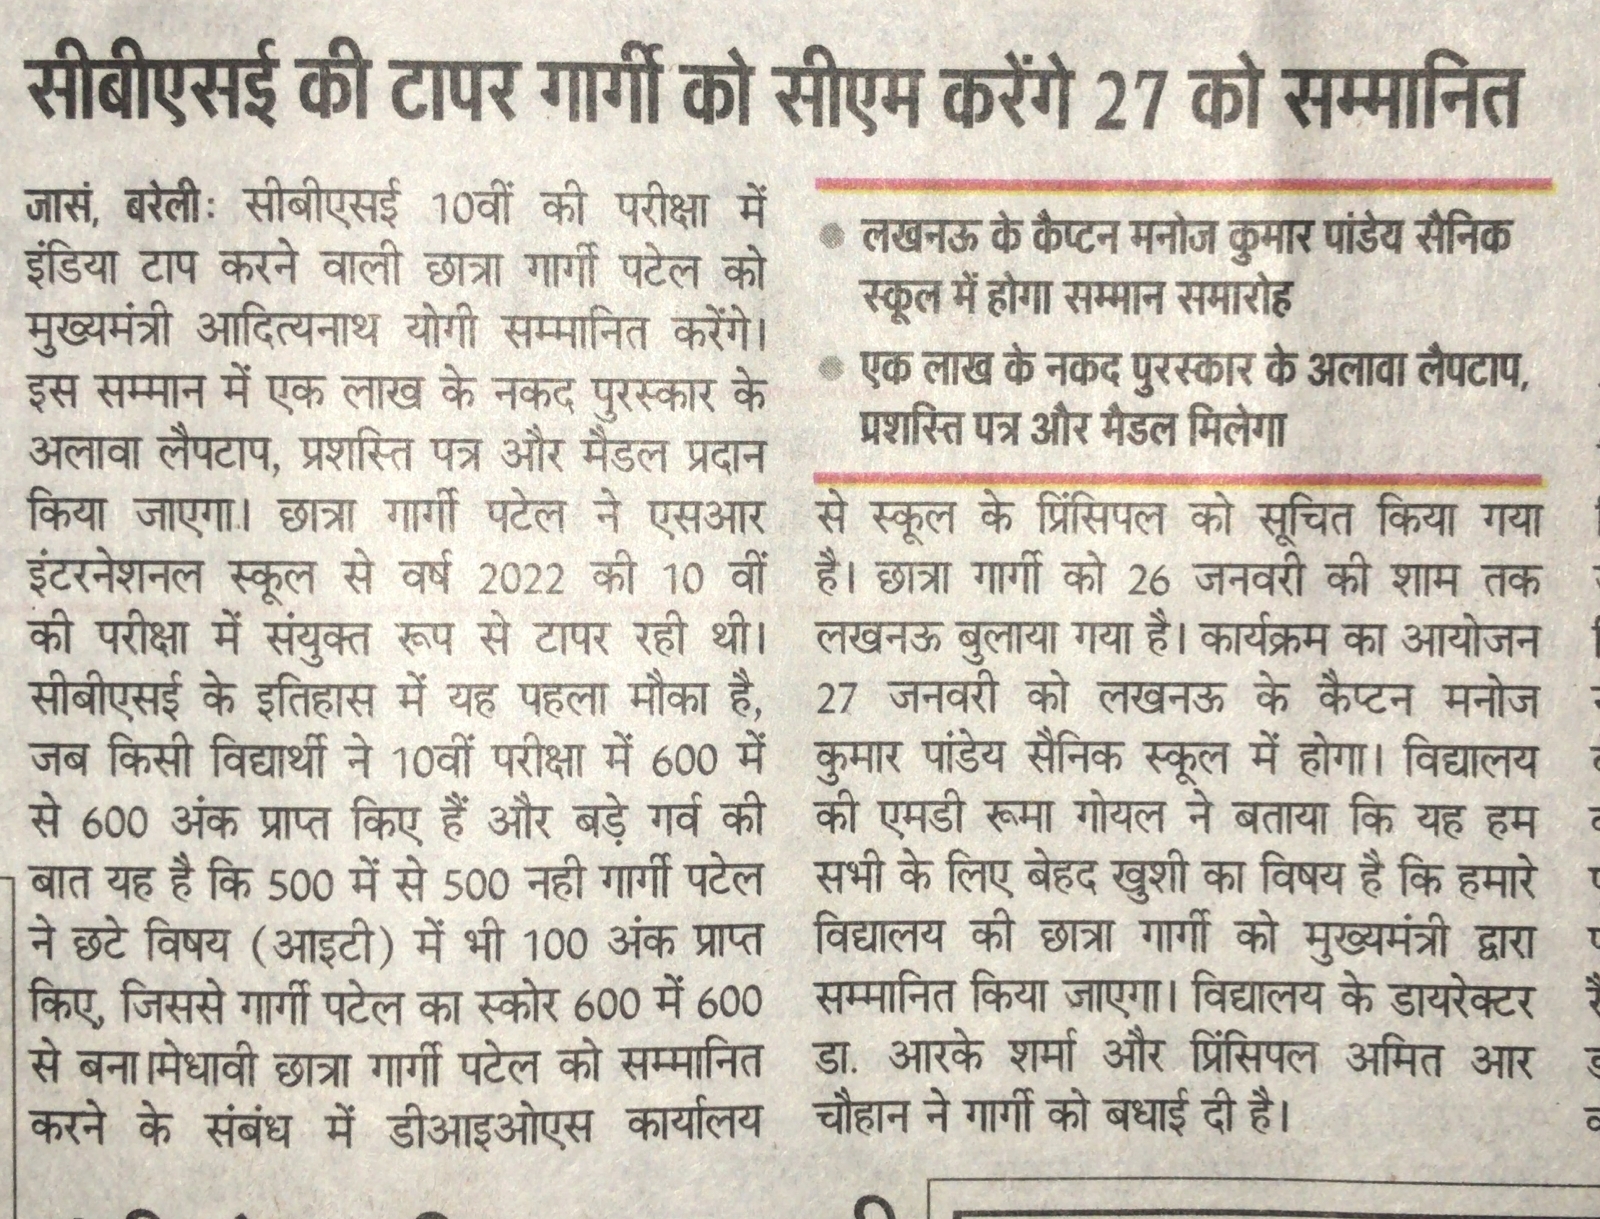 सीबीएसई की टापर गार्गी को सीएम करेंगे 27 को सम्मानित
जासं, बरेली: सीबीएसई 10वीं की परीक्षा में
इंडिया टाप करने वाली छात्रा गार्गी पटेल को
मुख्यमंत्री आदित्यनाथ योगी सम्मानित करेंगे।
इस सम्मान में एक लाख के नकद पुरस्कार के
अलावा लैपटाप, प्रशस्ति पत्र और मैडल प्रदान
किया जाएगा। छात्रा गार्गी पटेल ने एसआर
इंटरनेशनल स्कूल से वर्ष 2022 की 10 वीं
की परीक्षा में संयुक्त रूप से टापर रही थी।
सीबीएसई के इतिहास में यह पहला मौका है,
जब किसी विद्यार्थी ने 10वीं परीक्षा में 600 में
से 600 अंक प्राप्त किए हैं और बड़े गर्व की
बात यह है कि 500 में से 500 नही गार्गी पटेल
ने छटे विषय (आइटी) में भी 100 अंक प्राप्त
किए, जिससे गार्गी पटेल का स्कोर 600 में 600
से बना।मेधावी छात्रा गार्गी पटेल को सम्मानित
करने के संबंध में डीआइओएस कार्यालय
● लखनऊ के कैप्टन मनोज कुमार पांडेय सैनिक
स्कूल में होगा सम्मान समारोह
● एक लाख के नकद पुरस्कार के अलावा लैपटाप,
प्रशस्ति पत्र और मैडल मिलेगा
से स्कूल के प्रिंसिपल को सूचित किया गया
है। छात्रा गार्गी को 26 जनवरी की शाम तक
लखनऊ बुलाया गया है। कार्यक्रम का आयोजन
27 जनवरी को लखनऊ के कैप्टन मनोज
कुमार पांडेय सैनिक स्कूल में होगा। विद्यालय
की एमडी रूमा गोयल ने बताया कि यह हम
सभी के लिए बेहद खुशी का विषय है कि हमारे
विद्यालय की छात्रा गार्गी को मुख्यमंत्री द्वारा
सम्मानित किया जाएगा। विद्यालय के डायरेक्टर
डा. आरके शर्मा और प्रिंसिपल अमित आर
चौहान ने गार्गी को बधाई दी है।